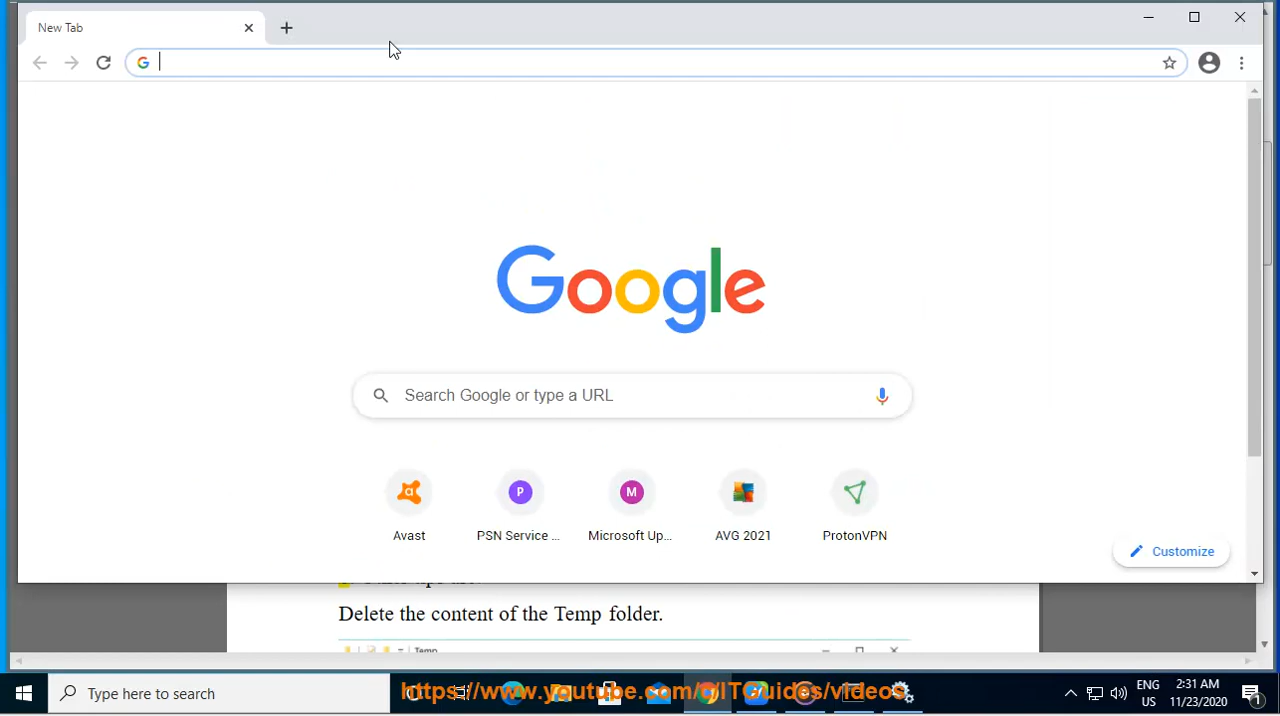 New Tab
Google
Search Google or type a URL
Avast
PSN Service ...
Microsoft Up...
AVG 2021
ProtonVPN
P
M
Customize
Delete the content of the Temp folder.
Temp
Type here to search
https://www.youtube.com/c/ITGuides/videos
ENG
US
2:31 AM
11/23/2020
1